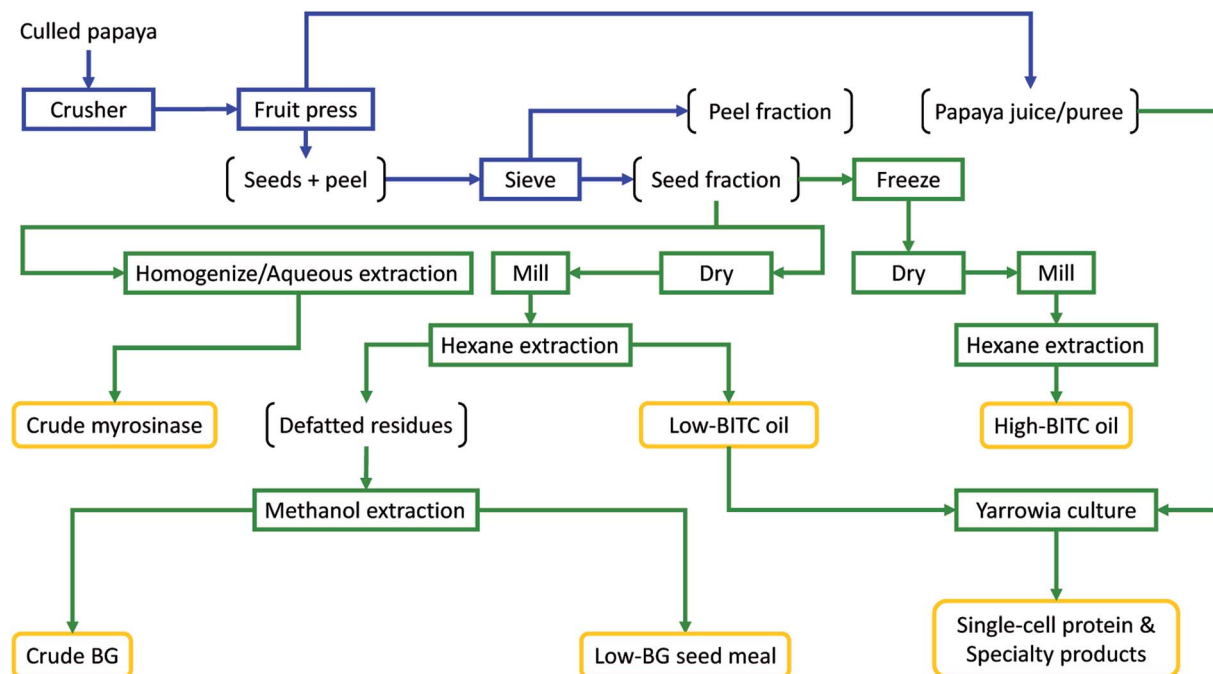 Culled papaya
Crusher
Fruit press
Peel fraction
Papaya juice/puree
Seeds + peel
Sieve
Seed fraction
Freeze
Homogenize/Aqueous extraction
Mill
Dry
Dry
Mill
Hexane extraction
Hexane extraction
Crude myrosinase
Defatted residues
Low-BITC oil
High-BITC oil
Methanol extraction
Yarrowia culture
Crude BG
Low-BG seed meal
Single-cell protein &
Specialty products